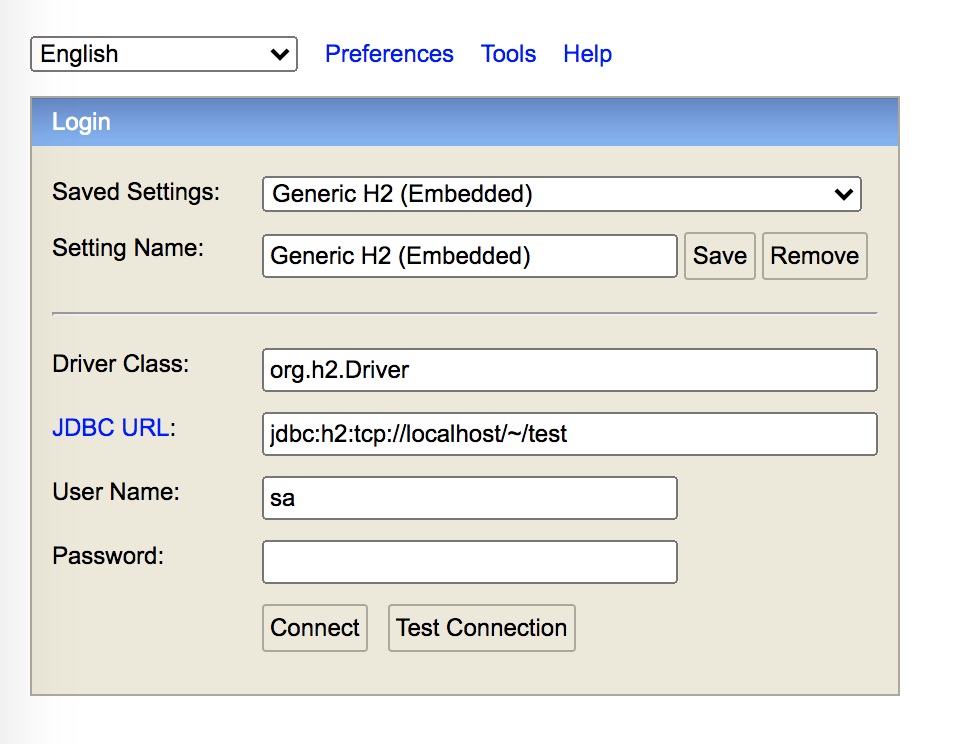 English Preferences Tools Help
Login
Saved Settings: Generic H2 (Embedded)
Setting Name: Generic H2 (Embedded) Save Remove
Driver Class: org.h2.Driver
JDBC URL: jdbc:h2:tcp://localhost/~/test
User Name: sa
Password:
Connect Test Connection